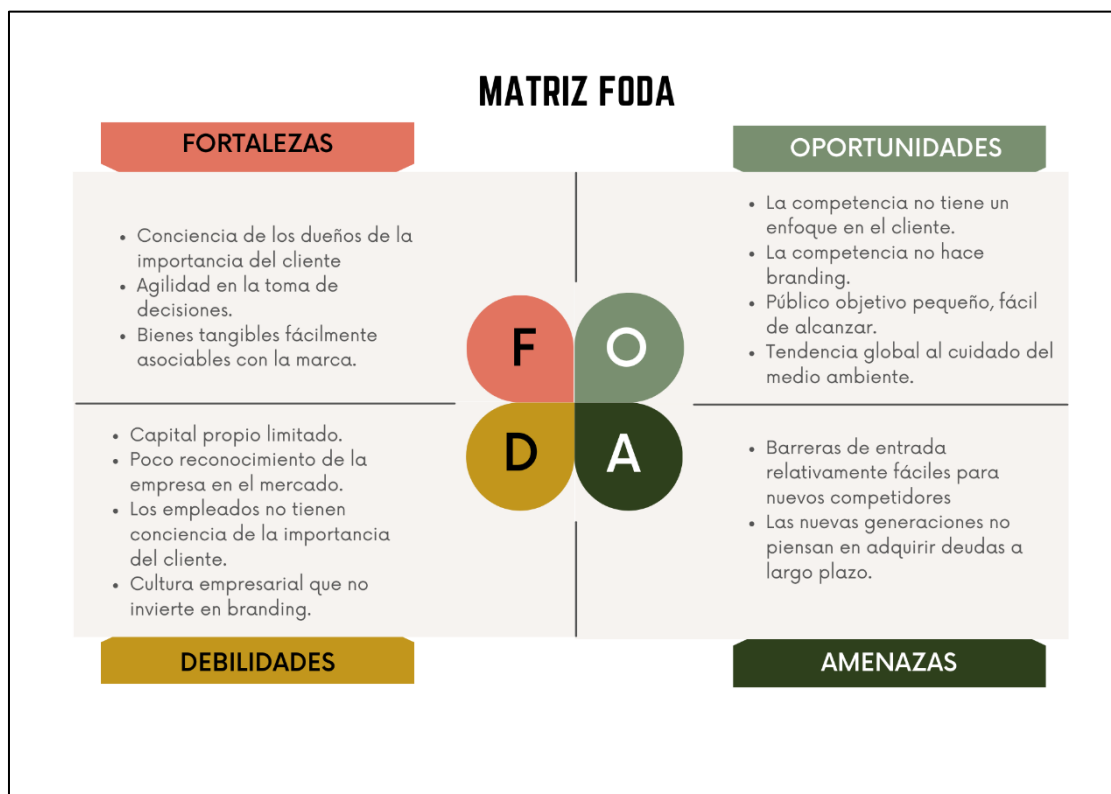 MATRIZ FODA
FORTALEZAS
• Conciencia de los dueños de la
importancia del cliente
• Agilidad en la toma de
decisiones.
• Bienes tangibles fácilmente
asociables con la marca.
OPORTUNIDADES
• La competencia no tiene un
enfoque en el cliente.
• La competencia no hace
branding.
• Público objetivo pequeño, fácil
de alcanzar.
• Tendencia global al cuidado del
medio ambiente.
F
O
D
A
• Capital propio limitado.
• Poco reconocimiento de la
empresa en el mercado.
• Los empleados no tienen
conciencia de la importancia
del cliente.
• Cultura empresarial que no
invierte en branding.
DEBILIDADES
• Barreras de entrada
relativamente fáciles para
nuevos competidores
• Las nuevas generaciones no
piensan en adquirir deudas a
largo plazo.
AMENAZAS